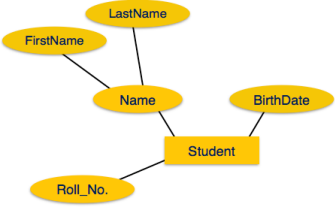 LastName
FirstName
Name
BirthDate
Student
Roll_No.